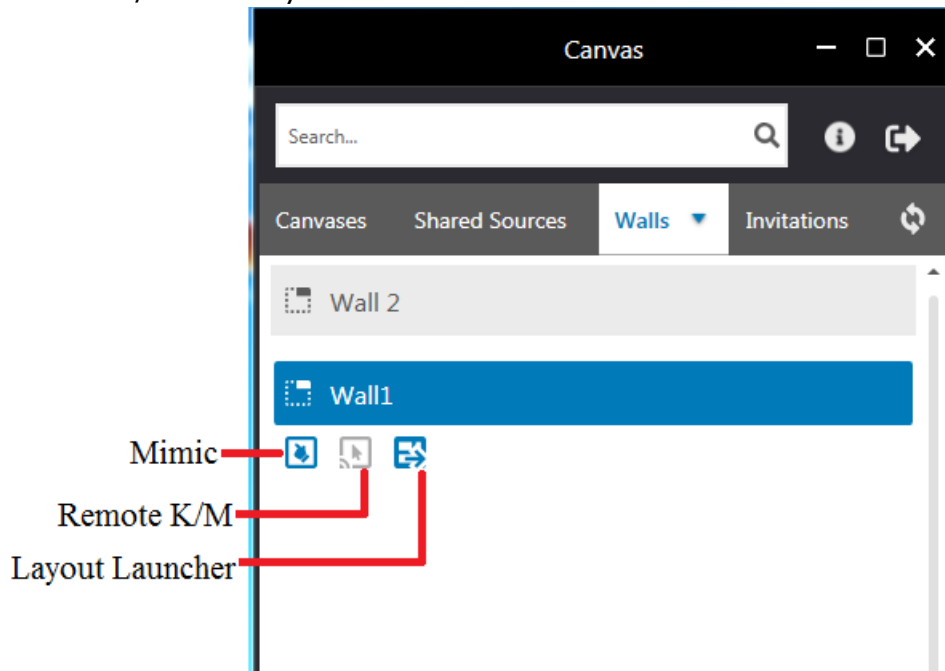 Canvas
Search...
Canvases Shared Sources Walls Invitations
Wall 2
Wall1
Mimic
Remote K/M
Layout Launcher